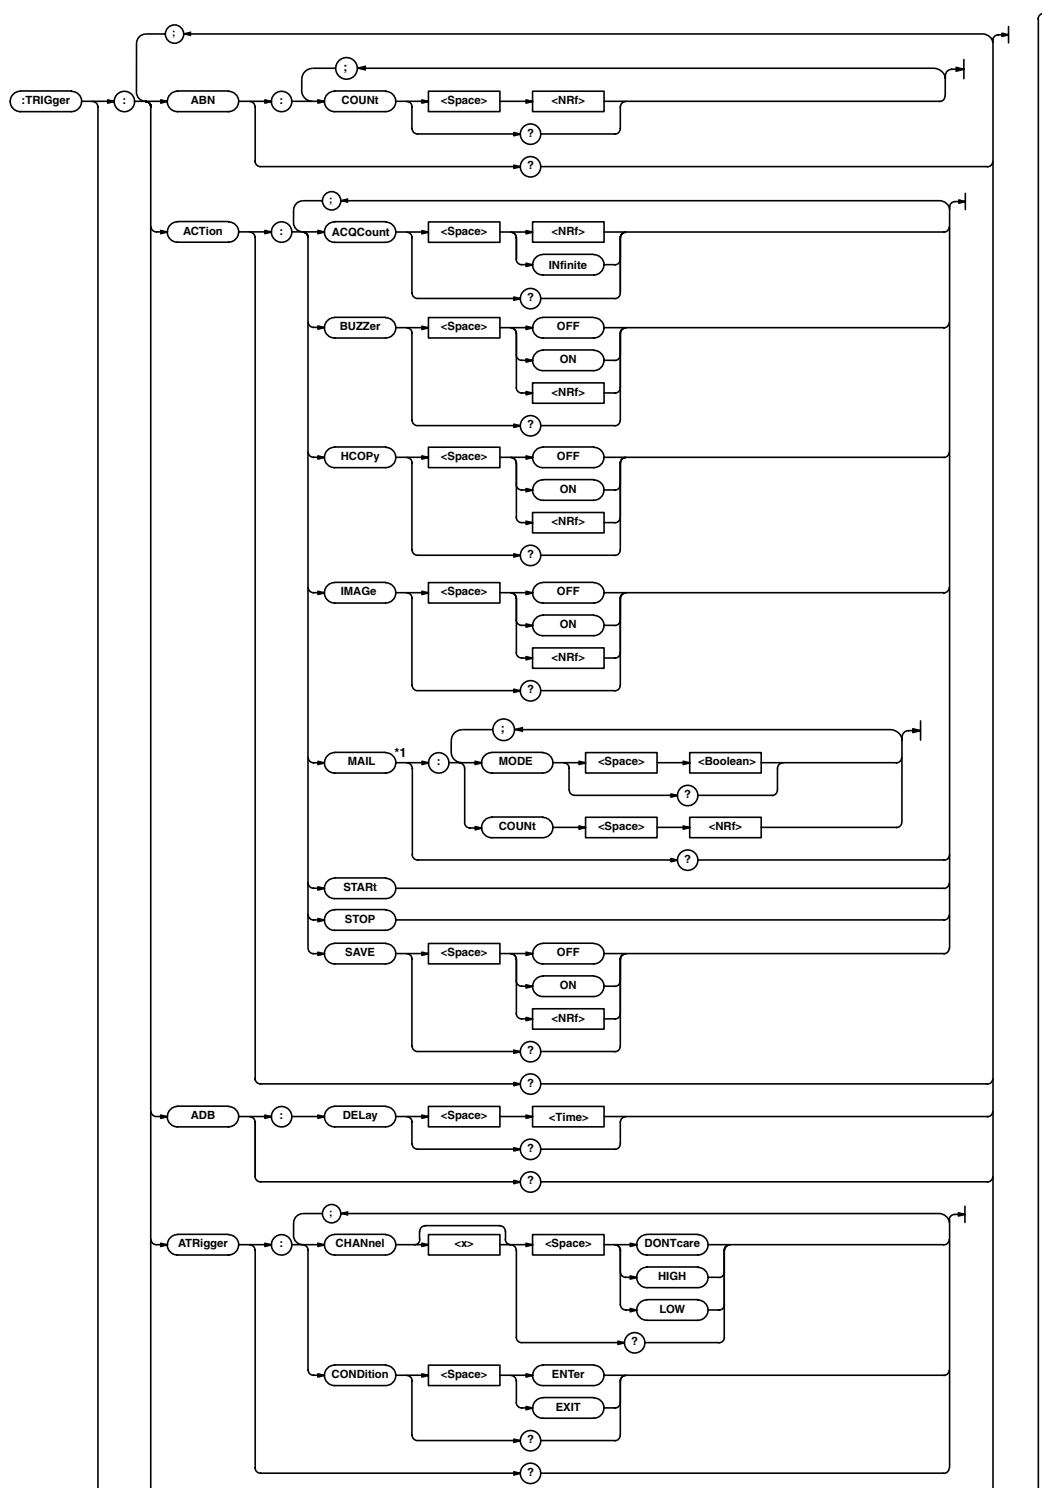 ;
;
:TRIGger : ABN : COUNt <Space> <NRf>
?
?
;
ACTion : ACQCount <Space> <NRf>
INfinite
?
BUZZer <Space> OFF
ON
<NRf>
?
HCOPy <Space> OFF
ON
<NRf>
?
IMAGe <Space> OFF
ON
<NRf>
?
;
MAIL *1 : MODE <Space> <Boolean>
?
COUNt <Space> <NRf>
?
STARt
STOP
SAVE <Space> OFF
ON
<NRf>
?
?
ADB : DELay <Space> <Time>
?
?
;
ATRigger : CHANnel <x> <Space> DONTcare
HIGH
LOW
?
CONDition <Space> ENTer
EXIT
?
?